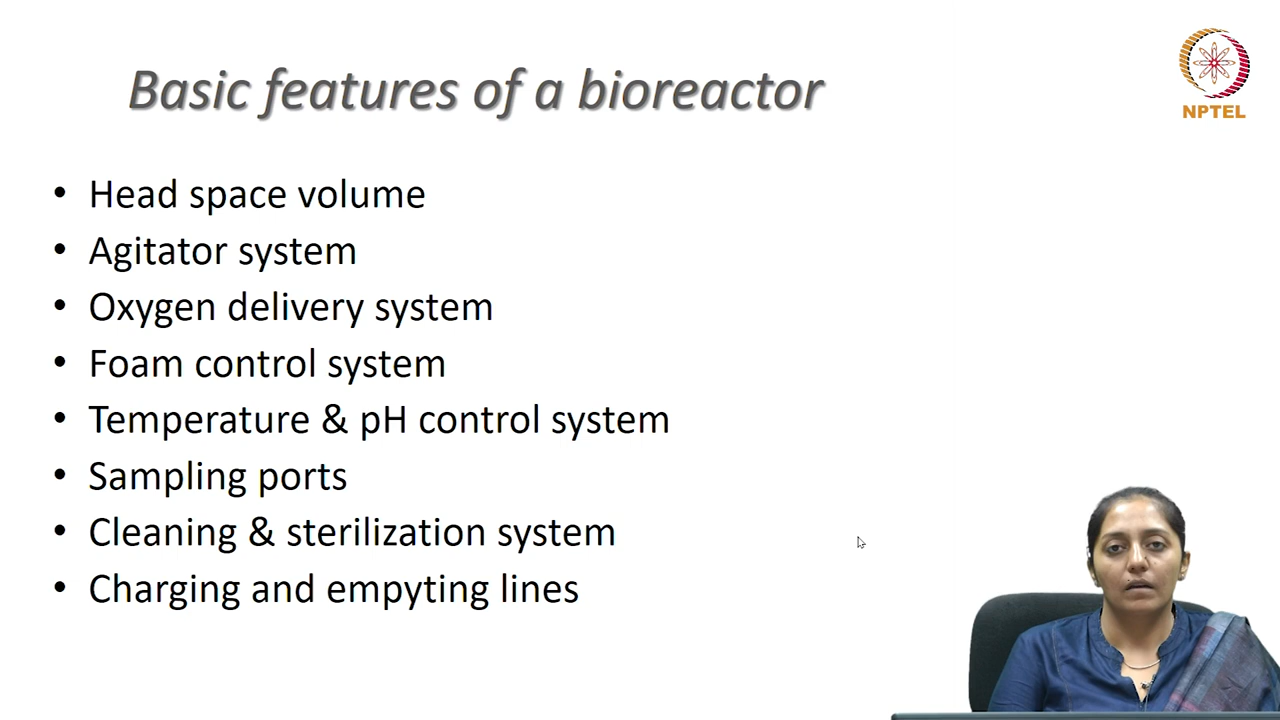 Basic features of a bioreactor
NPTEL
• Head space volume
• Agitator system
• Oxygen delivery system
• Foam control system
• Temperature & pH control system
• Sampling ports
• Cleaning & sterilization system
• Charging and empyting lines